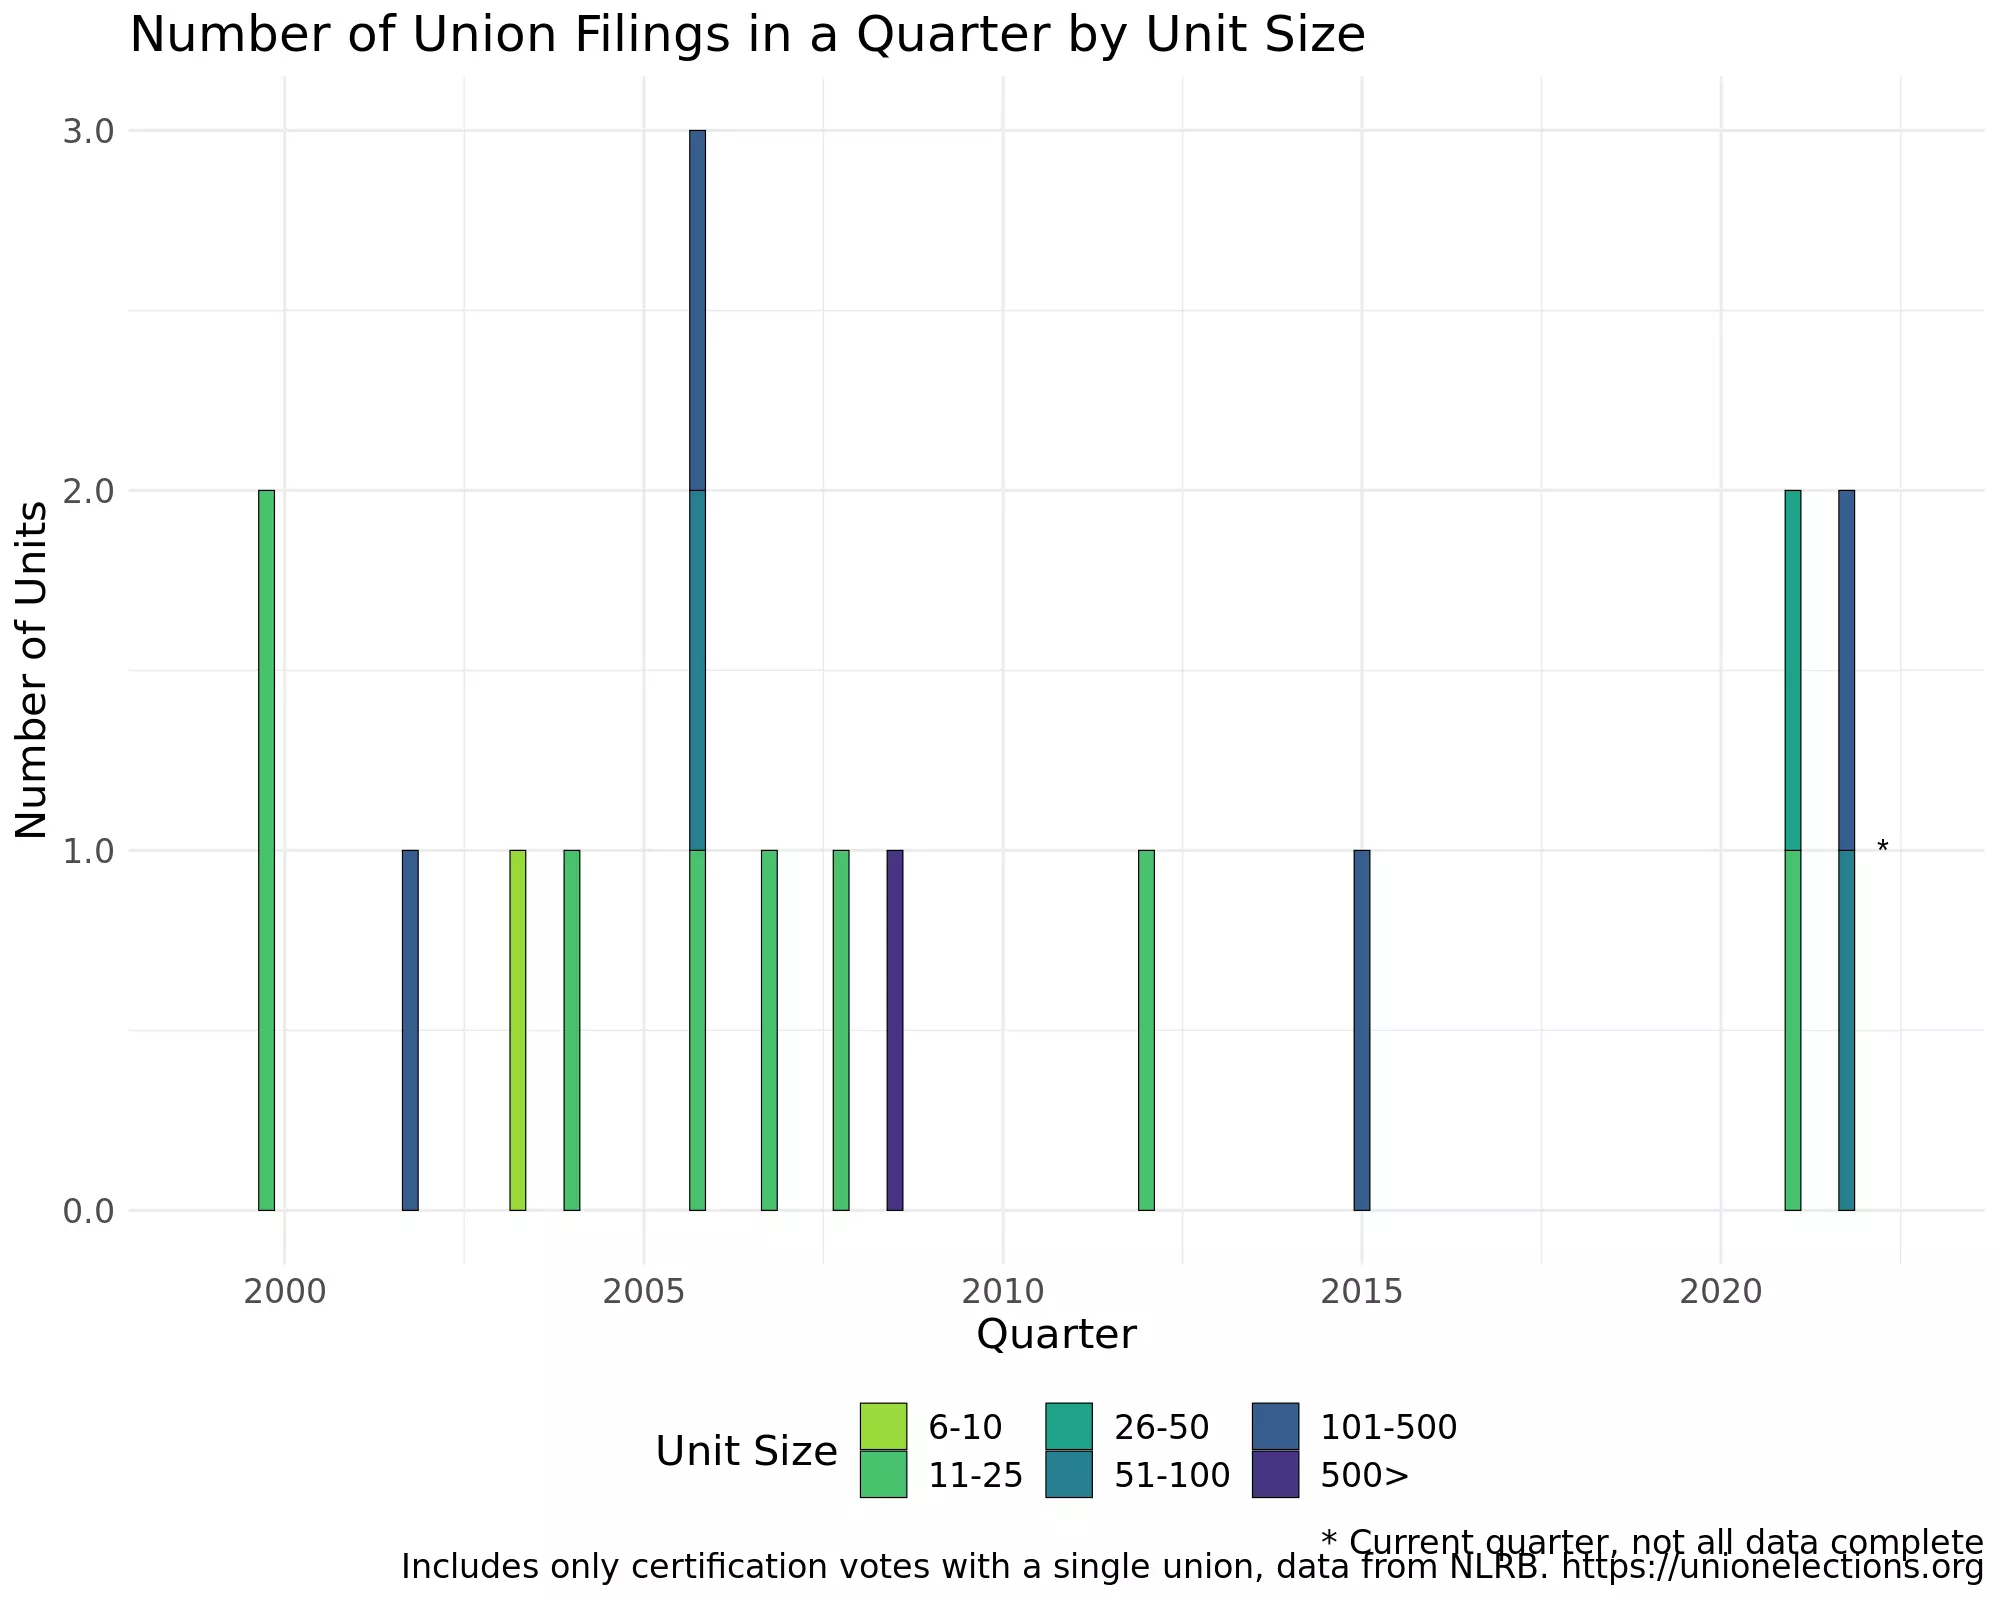 Number of Union Filings in a Quarter by Unit Size
Number of Units
3.0
2.0
1.0
0.0
*
2000 2005 2010 2015 2020
Quarter
Unit Size
6-10 26-50 101-500
11-25 51-100 500>
* Current quarter, not all data complete
Includes only certification votes with a single union, data from NLRB. https://unionelections.org